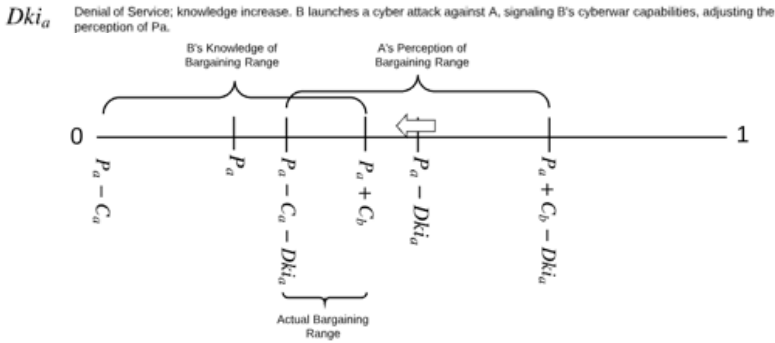 Dki_a
Denial of Service; knowledge increase. B launches a cyber attack against A, signaling B's cyberwar capabilities, adjusting the
perception of Pa.
B's Knowledge of
Bargaining Range
A's Perception of
Bargaining Range
0
1
P_a − C_a
P_a
P_a − C_a − Dki_a
P_a + C_b
P_a − Dki_a
P_a + C_b − Dki_a
Actual Bargaining
Range